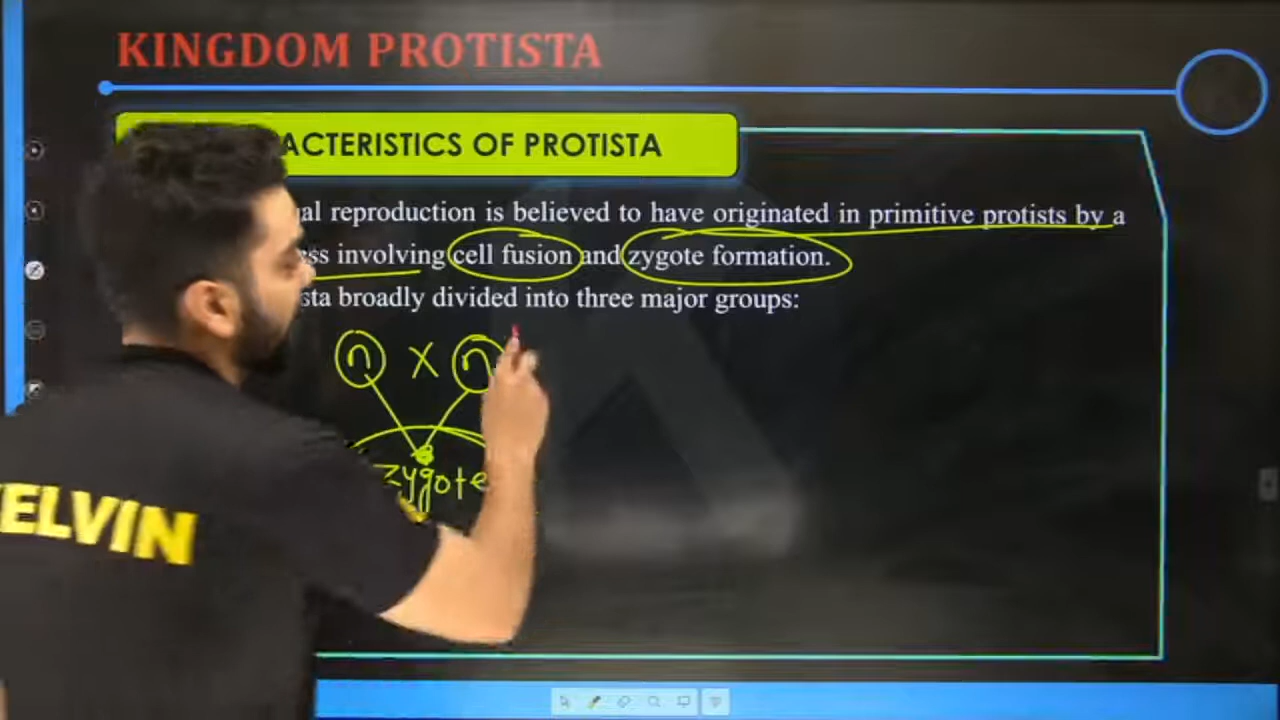 KINGDOM PROTISTA
ACTERISTICS OF PROTISTA
al reproduction is believed to have originated in primitive protists by a
ss involving cell fusion and zygote formation.
sta broadly divided into three major groups:
n X n
zygote
ELVIN